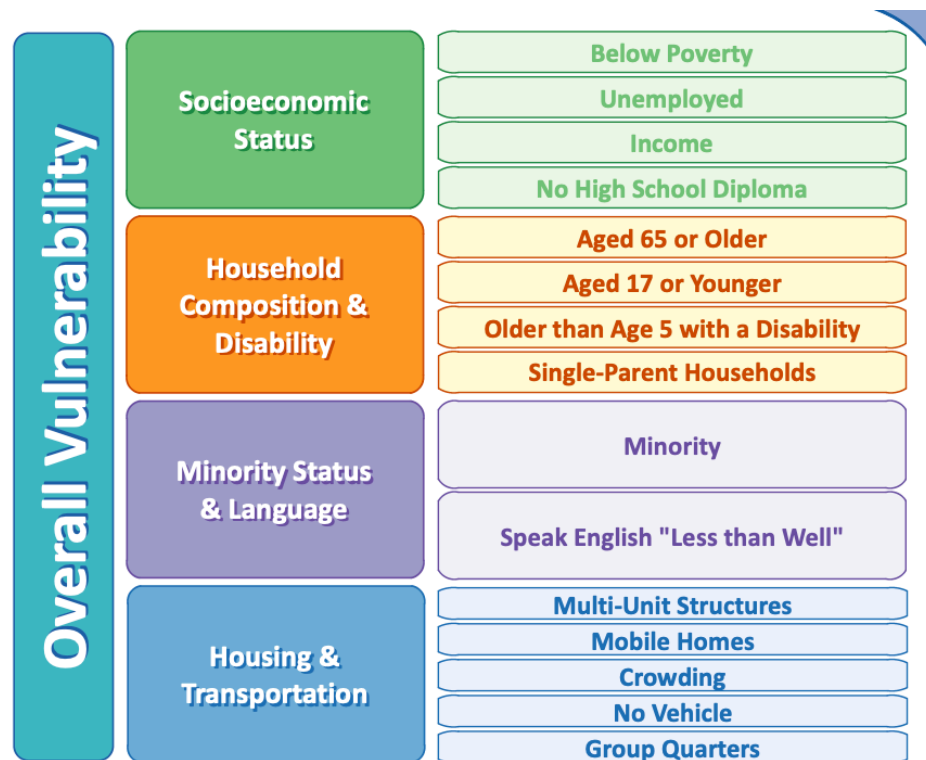 Overall Vulnerability
Socioeconomic
Status
Below Poverty
Unemployed
Income
No High School Diploma
Household
Composition &
Disability
Aged 65 or Older
Aged 17 or Younger
Older than Age 5 with a Disability
Single-Parent Households
Minority Status
& Language
Minority
Speak English "Less than Well"
Housing &
Transportation
Multi-Unit Structures
Mobile Homes
Crowding
No Vehicle
Group Quarters